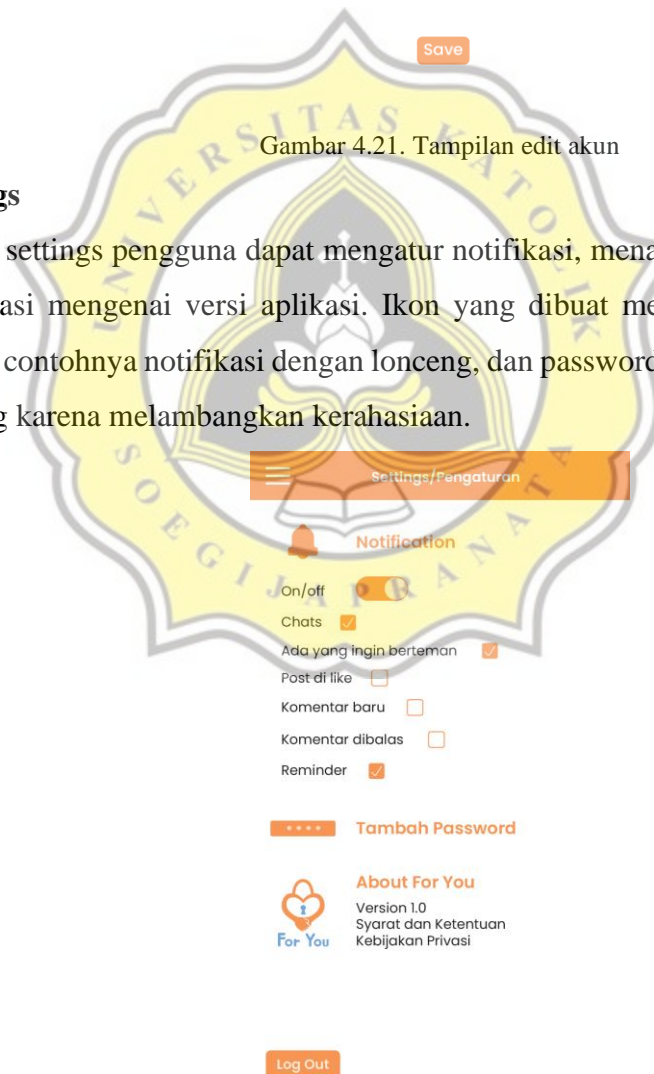 Save
Gambar 4.21. Tampilan edit akun
gs
settings pengguna dapat mengatur notifikasi, mena
asi mengenai versi aplikasi. Ikon yang dibuat me
contohnya notifikasi dengan lonceng, dan password
g karena melambangkan kerahasiaan.
UNIVERSITAS KATOLIK
SOEGIJAPRANATA
Settings/Pengaturan
Notification
On/off
Chats
Ada yang ingin berteman
Post di like
Komentar baru
Komentar dibalas
Reminder
Tambah Password
About For You
Version 1.0
Syarat dan Ketentuan
For You Kebijakan Privasi
Log Out